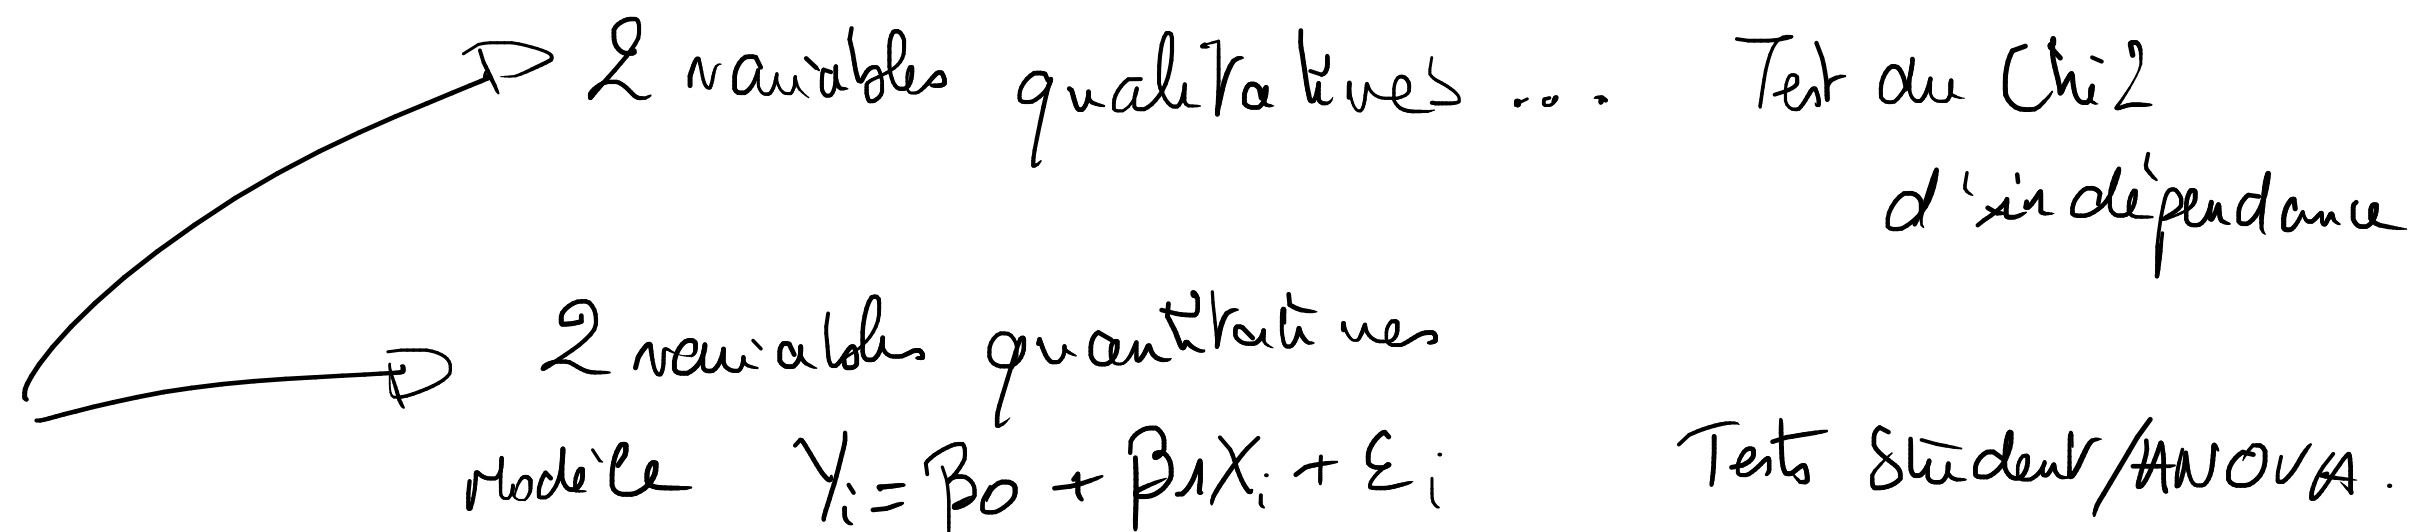 2 variables qualitatives ... Test du Chi2
d'indépendance
2 variables quantitatives
Modèle Yi = β0 + β1Xi + εi Tests Student/ANOVA.